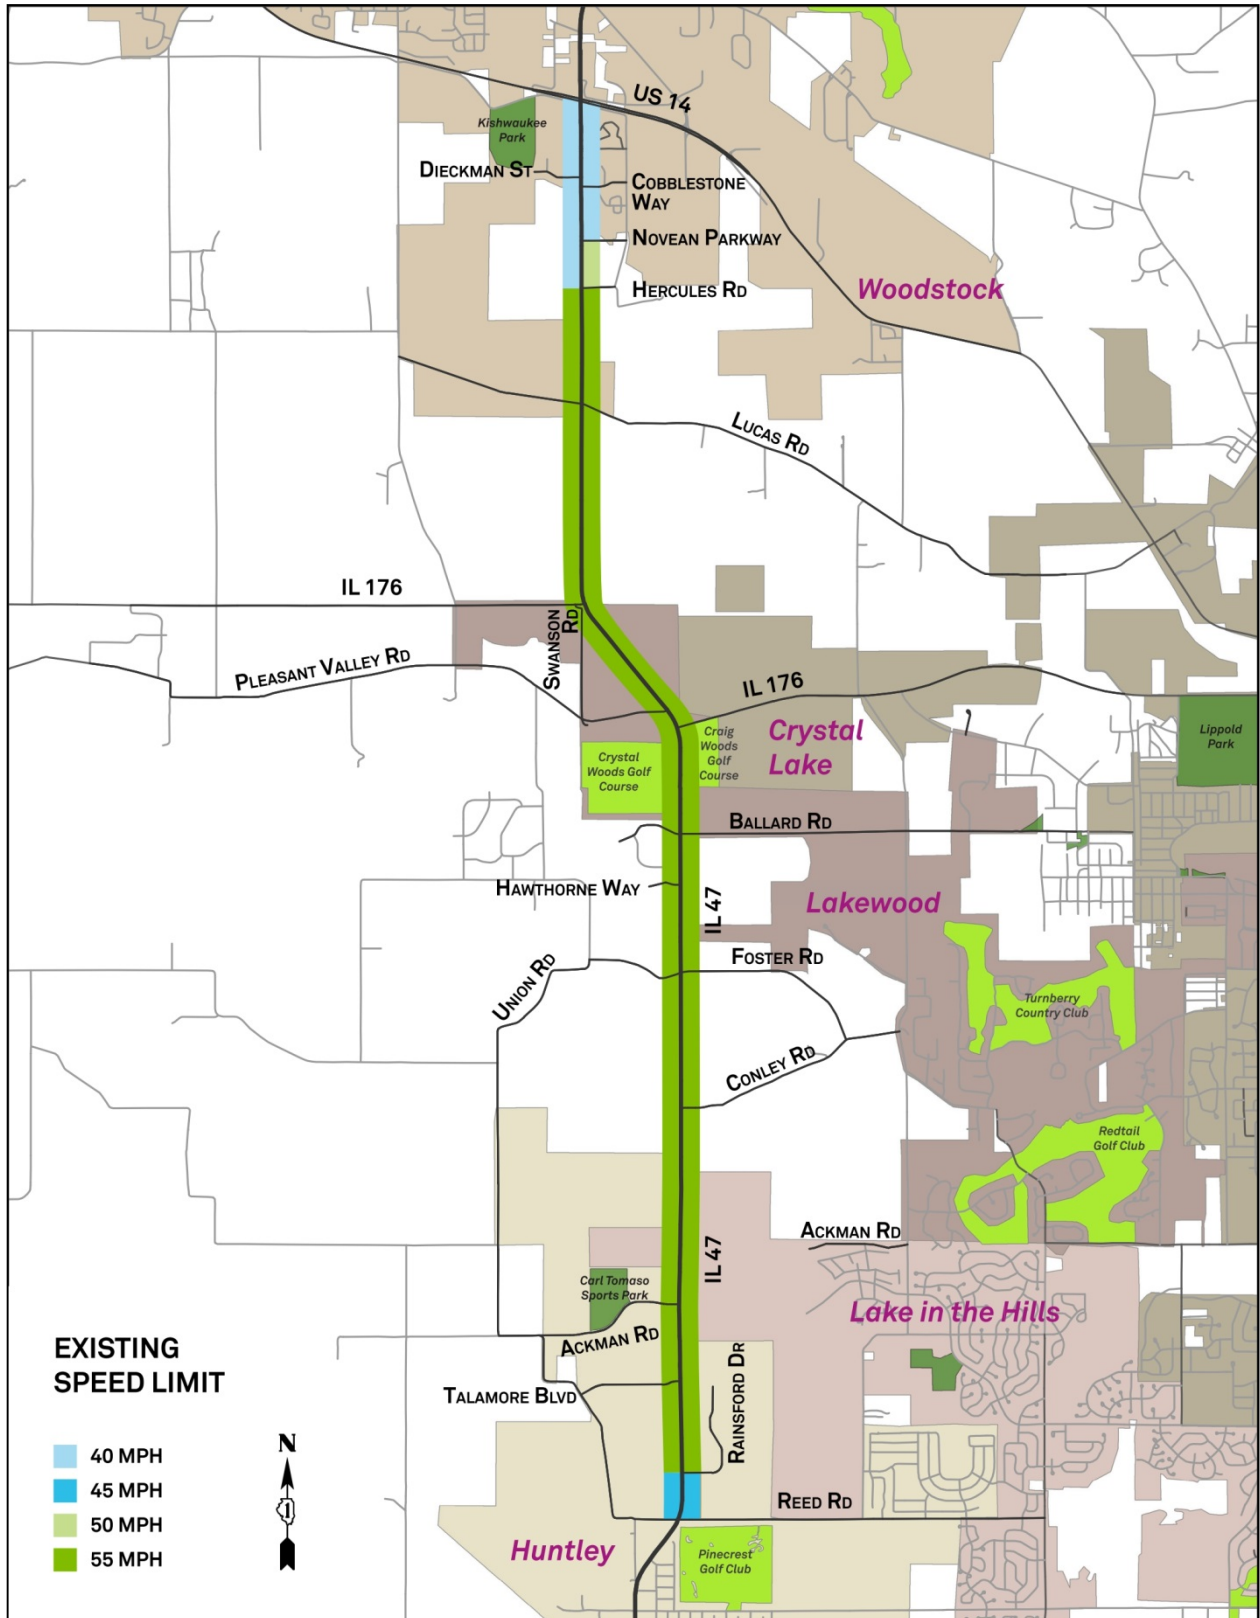 US 14
Kishwaukee
Park
DIECKMAN ST
COBBLESTONE
WAY
NOVEAN PARKWAY
HERCULES RD
Woodstock
LUCAS RD
IL 176
SWANSON
RD
PLEASANT VALLEY RD
IL 176
Crystal
Lake
Craig
Woods
Golf
Course
Lippold
Park
Crystal
Woods Golf
Course
BALLARD RD
HAWTHORNE WAY
IL 47
Lakewood
FOSTER RD
UNION RD
Turnberry
Country Club
CONLEY RD
Redtail
Golf Club
ACKMAN RD
IL 47
Carl Tomaso
Sports Park
Lake in the Hills
ACKMAN RD
RAINSFORD DR
TALAMORE BLVD
REED RD
Huntley
Pinecrest
Golf Club
EXISTING
SPEED LIMIT
40 MPH
45 MPH
50 MPH
55 MPH
N
1